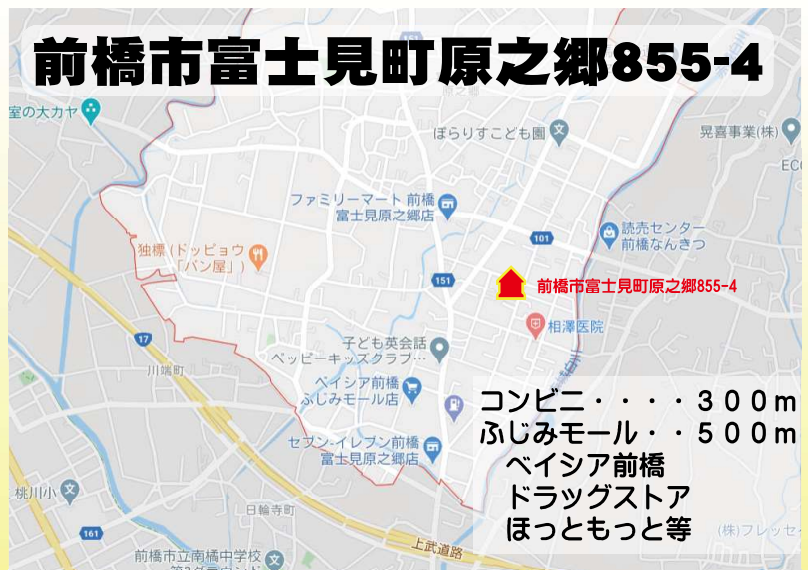 前橋市富士見町原之郷855-4
室の大カヤ
ぽらりすこども園
晃喜事業(株)
ECO
ファミリーマート 前橋
富士見原之郷店
101
読売センター
前橋なんきつ
独標 (ドッピョウ
「パン屋」)
151
前橋市富士見町原之郷855-4
相澤医院
17
子ども英会話
ペッピーキッズクラブ…
川端町
ベイシア前橋
ふじみモール店
コンビニ・・・・３００ｍ
ふじみモール・・５００ｍ
ベイシア前橋
ドラッグストア
ほっともっと等
セブン-イレブン前橋
富士見原之郷店
桃川小
日輪寺町
161
上武道路
(株)フレッセイ
前橋市立南橘中学校